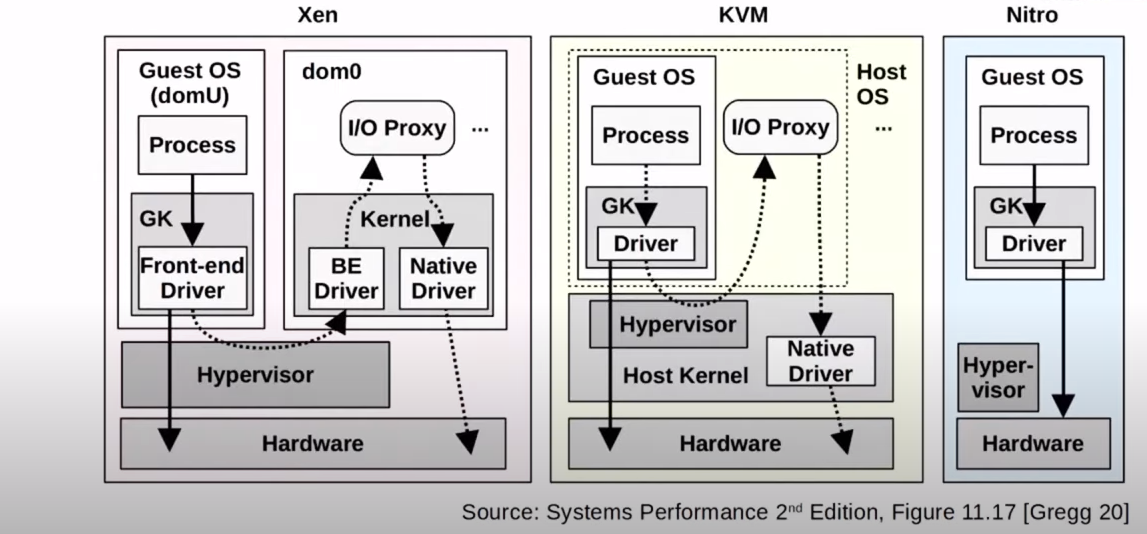 Xen
Guest OS
(domU)
Process
GK
Front-end
Driver
dom0
I/O Proxy
...
Kernel
BE
Driver
Native
Driver
Hypervisor
Hardware
KVM
Guest OS
Process
GK
Driver
I/O Proxy
Host
OS
...
Hypervisor
Host Kernel
Native
Driver
Hardware
Nitro
Guest OS
Process
GK
Driver
Hyper-
visor
Hardware
Source: Systems Performance 2nd Edition, Figure 11.17 [Gregg 20]